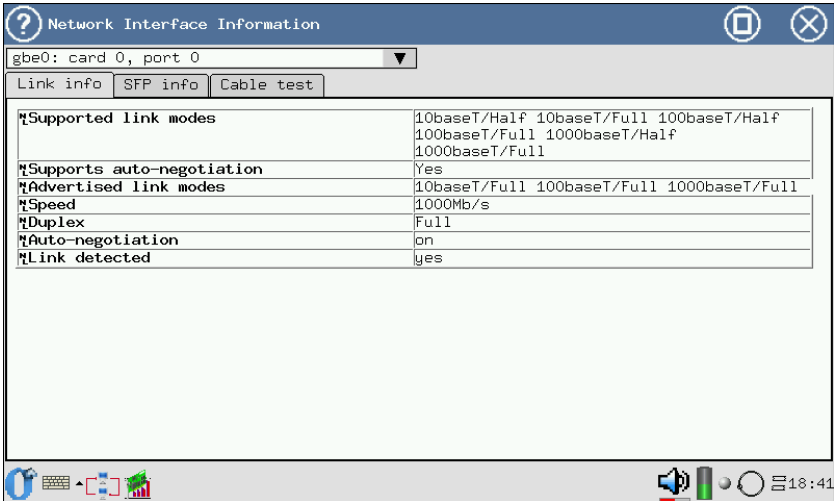 Network Interface Information
gbe0: card 0, port 0
Link info SFP info Cable test
Supported link modes 10baseT/Half 10baseT/Full 100baseT/Half
100baseT/Full 1000baseT/Half
1000baseT/Full
Supports auto-negotiation Yes
Advertised link modes 10baseT/Full 100baseT/Full 1000baseT/Full
Speed 1000Mb/s
Duplex Full
Auto-negotiation on
Link detected yes
18:41